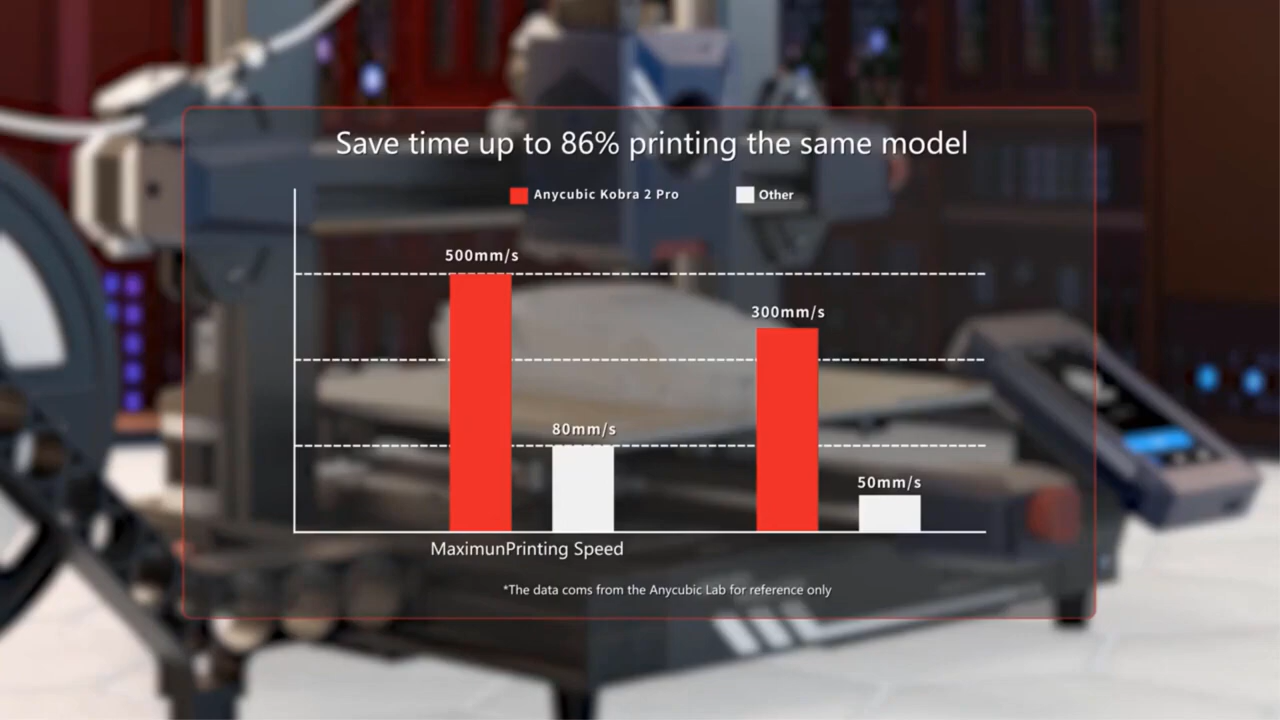 Save time up to 86% printing the same model
Anycubic Kobra 2 Pro
Other
500mm/s
300mm/s
80mm/s
50mm/s
MaximunPrinting Speed
*The data coms from the Anycubic Lab for reference only